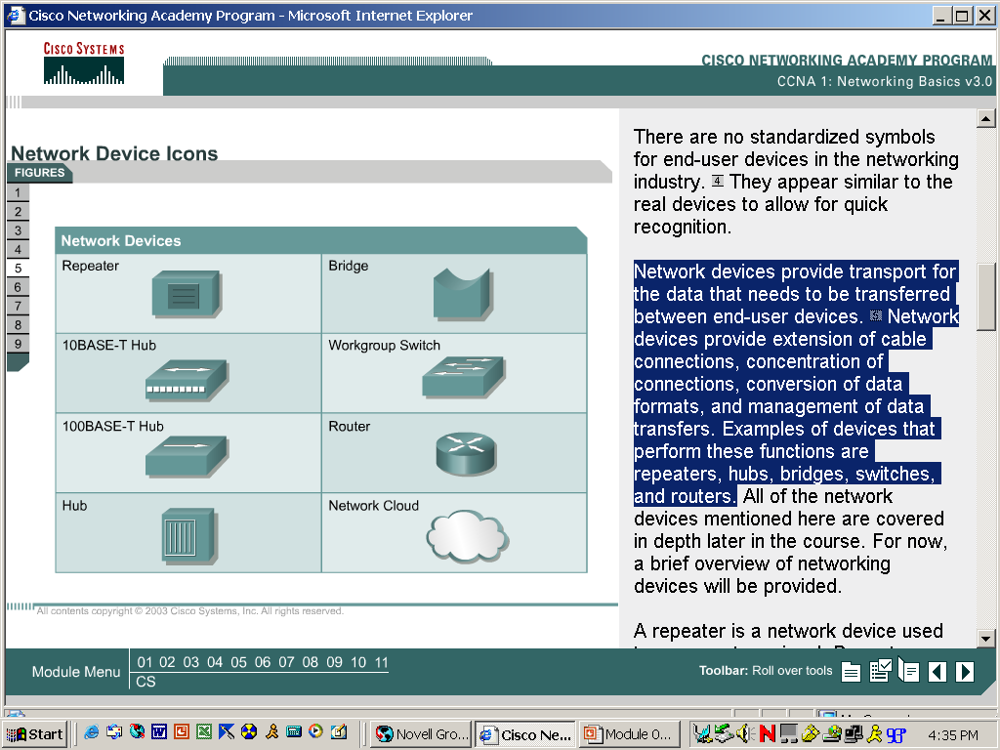 Cisco Networking Academy Program - Microsoft Internet Explorer
CISCO SYSTEMS
CISCO NETWORKING ACADEMY PROGRAM
CCNA 1: Networking Basics v3.0
Network Device Icons
FIGURES
1
2
3
4
5
6
7
8
9
Network Devices
Repeater
Bridge
10BASE-T Hub
Workgroup Switch
100BASE-T Hub
Router
Hub
Network Cloud
All contents copyright © 2003 Cisco Systems, Inc. All rights reserved.
There are no standardized symbols
for end-user devices in the networking
industry. 4 They appear similar to the
real devices to allow for quick
recognition.
Network devices provide transport for
the data that needs to be transferred
between end-user devices. Network
devices provide extension of cable
connections, concentration of
connections, conversion of data
formats, and management of data
transfers. Examples of devices that
perform these functions are
repeaters, hubs, bridges, switches,
and routers. All of the network
devices mentioned here are covered
in depth later in the course. For now,
a brief overview of networking
devices will be provided.
A repeater is a network device used
Module Menu
01 02 03 04 05 06 07 08 09 10 11
CS
Toolbar: Roll over tools
Start
Novell Gro...
Cisco Ne...
Module 0...
4:35 PM